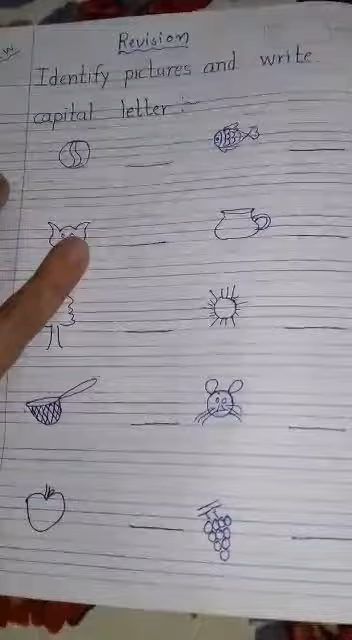 Revision
Identify pictures and write
capital letter :-